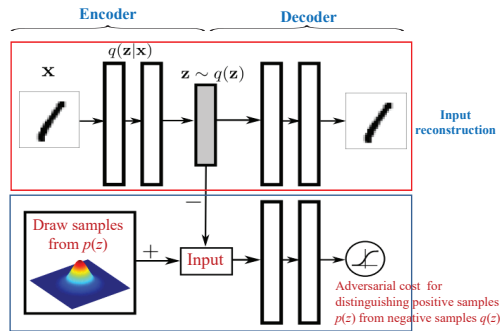 Encoder Decoder
q(z|x)
x z ∼ q(z)
Input
reconstruction
−
Draw samples
from p(z)
+ Input
Adversarial cost for
distinguishing positive samples
p(z) from negative samples q(z)